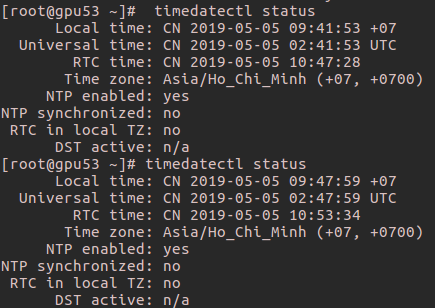 [root@gpu53 ~]#  timedatectl status
      Local time: CN 2019-05-05 09:41:53 +07
  Universal time: CN 2019-05-05 02:41:53 UTC
        RTC time: CN 2019-05-05 10:47:28
       Time zone: Asia/Ho_Chi_Minh (+07, +0700)
     NTP enabled: yes
NTP synchronized: no
 RTC in local TZ: no
      DST active: n/a
[root@gpu53 ~]# timedatectl status
      Local time: CN 2019-05-05 09:47:59 +07
  Universal time: CN 2019-05-05 02:47:59 UTC
        RTC time: CN 2019-05-05 10:53:34
       Time zone: Asia/Ho_Chi_Minh (+07, +0700)
     NTP enabled: yes
NTP synchronized: no
 RTC in local TZ: no
      DST active: n/a